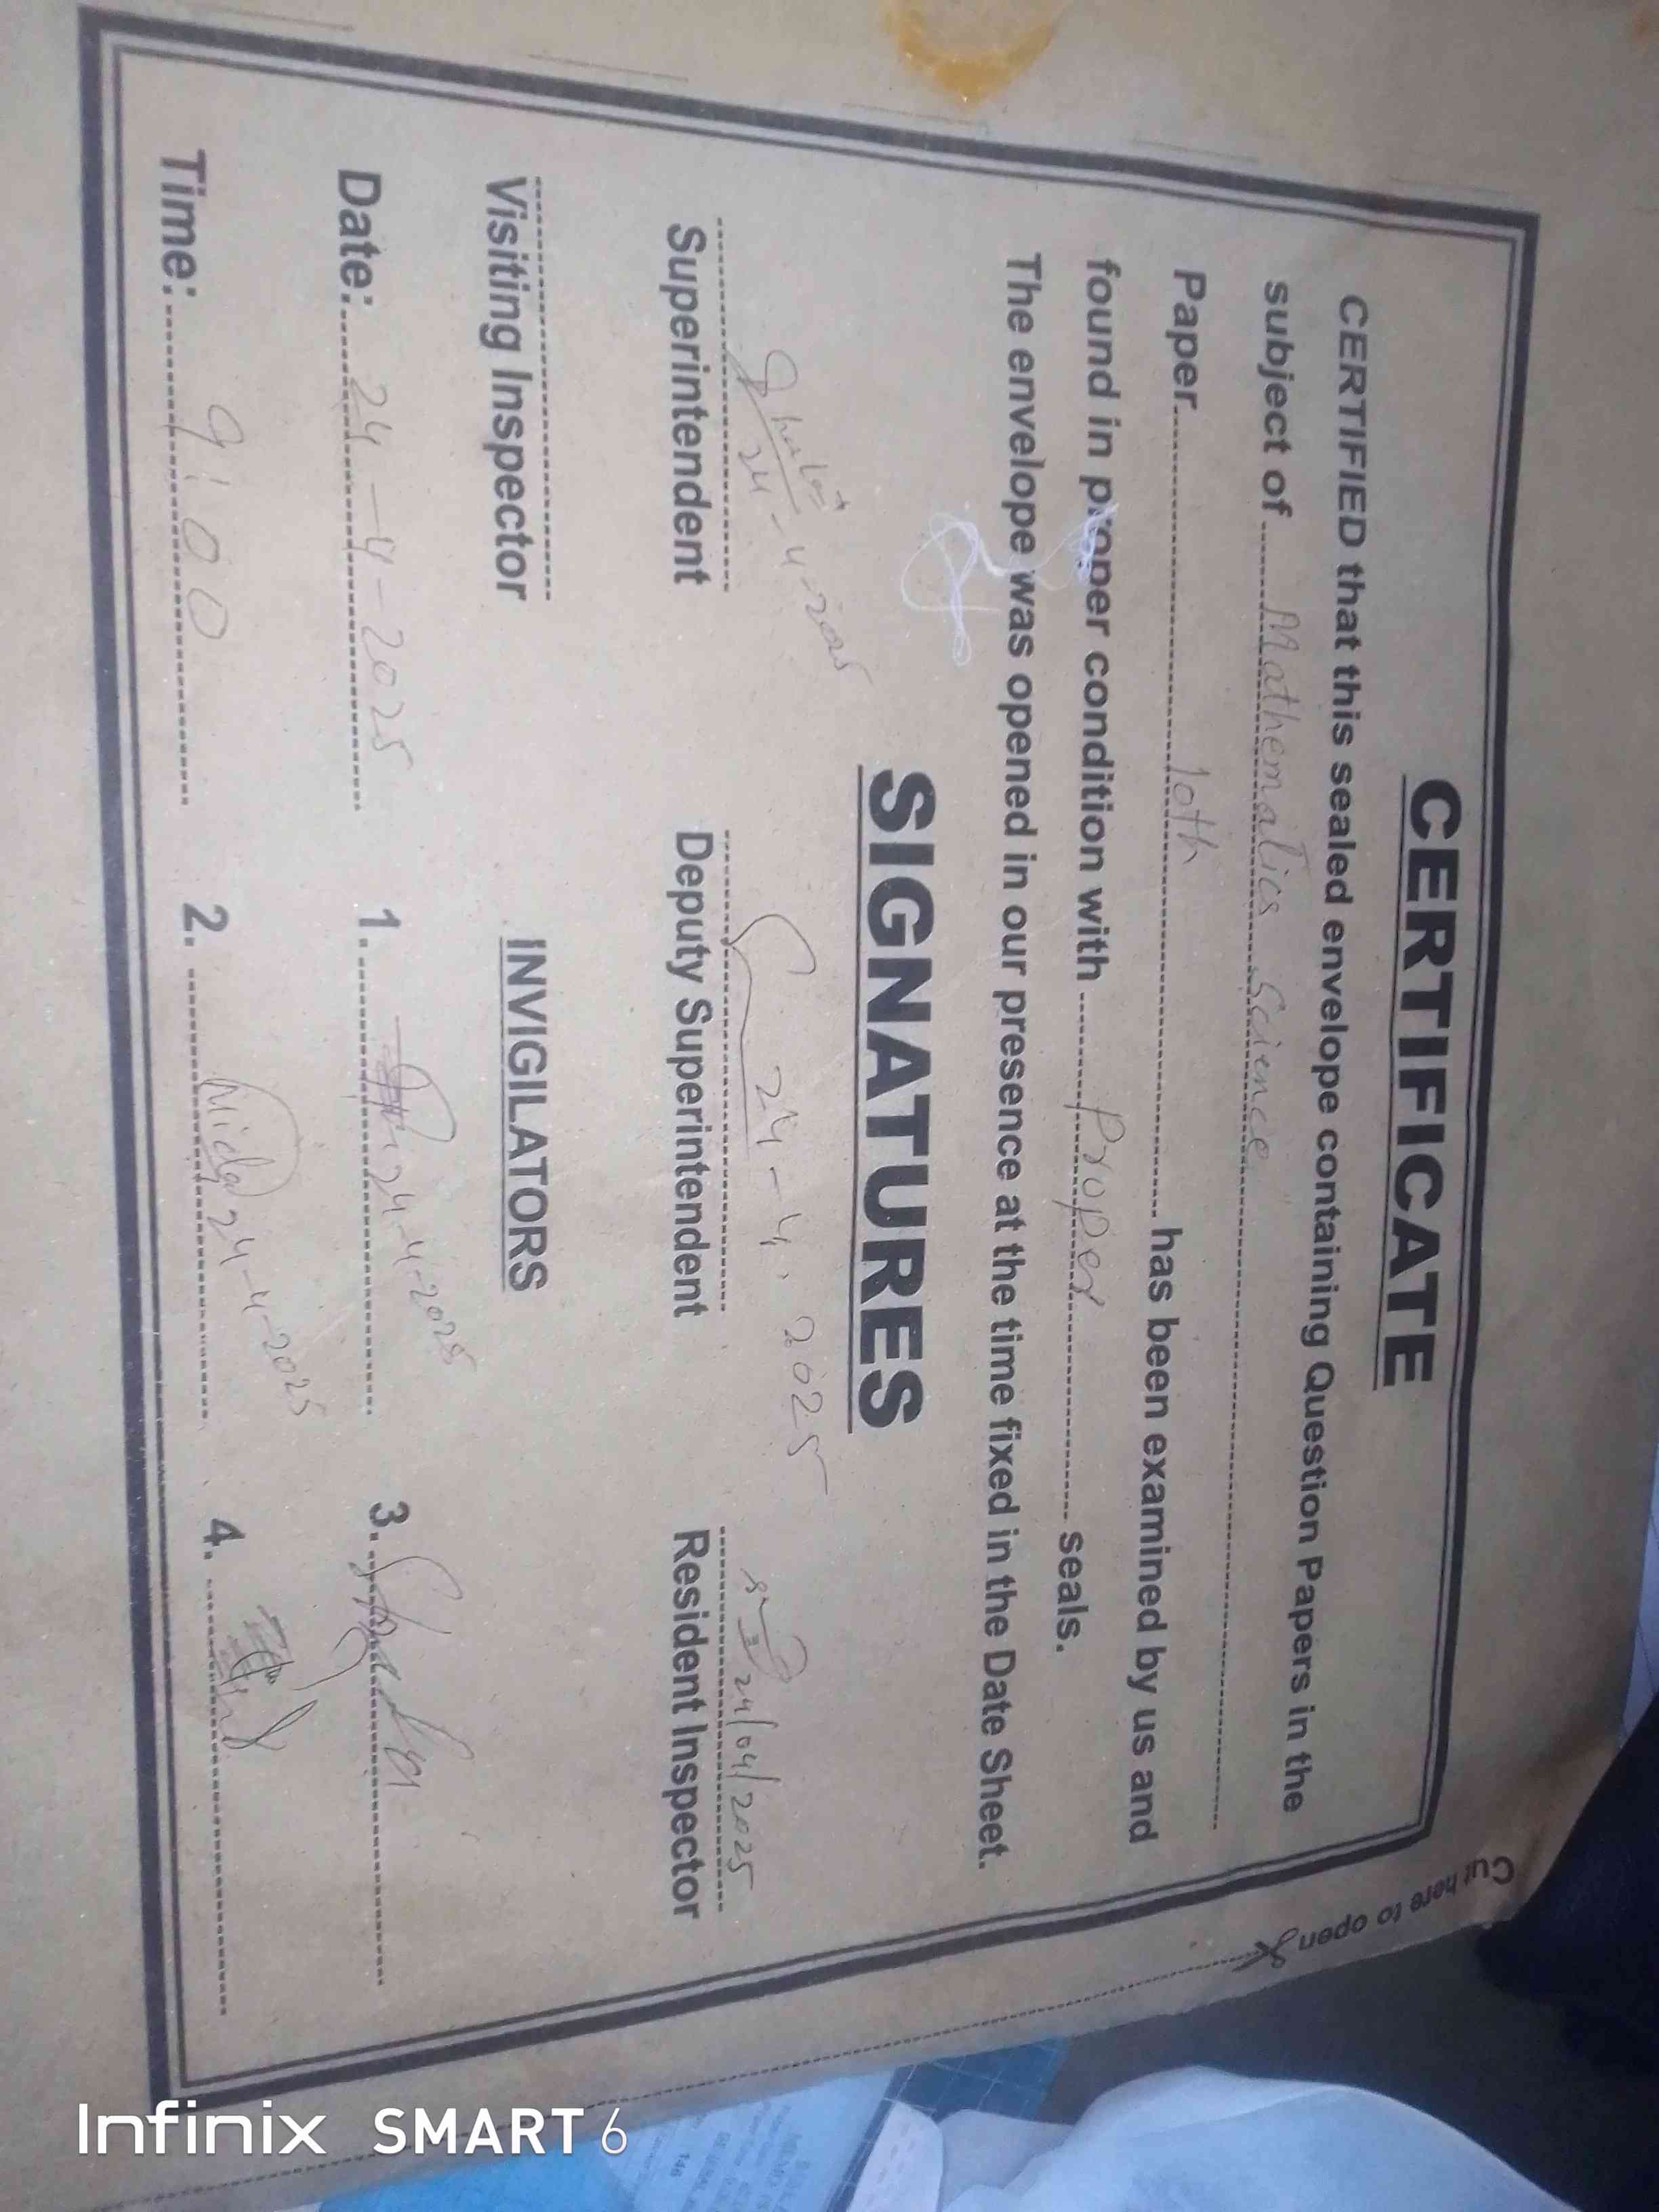 CERTIFICATE
CERTIFIED that this sealed envelope containing Question Papers in the
subject of Mathematics Science
Paper 10th has been examined by us and
found in proper condition with Proper seals.
The envelope was opened in our presence at the time fixed in the Date Sheet.
SIGNATURES
24-4-2025 24-4-2025 24/04/2025
Superintendent Deputy Superintendent Resident Inspector
Visiting Inspector INVIGILATORS
Date: 24-4-2025 1. 24-4-2025 3.
Time: 9:00 2. Nida 24-4-2025 4.
Cut here to open
Infinix SMART 6